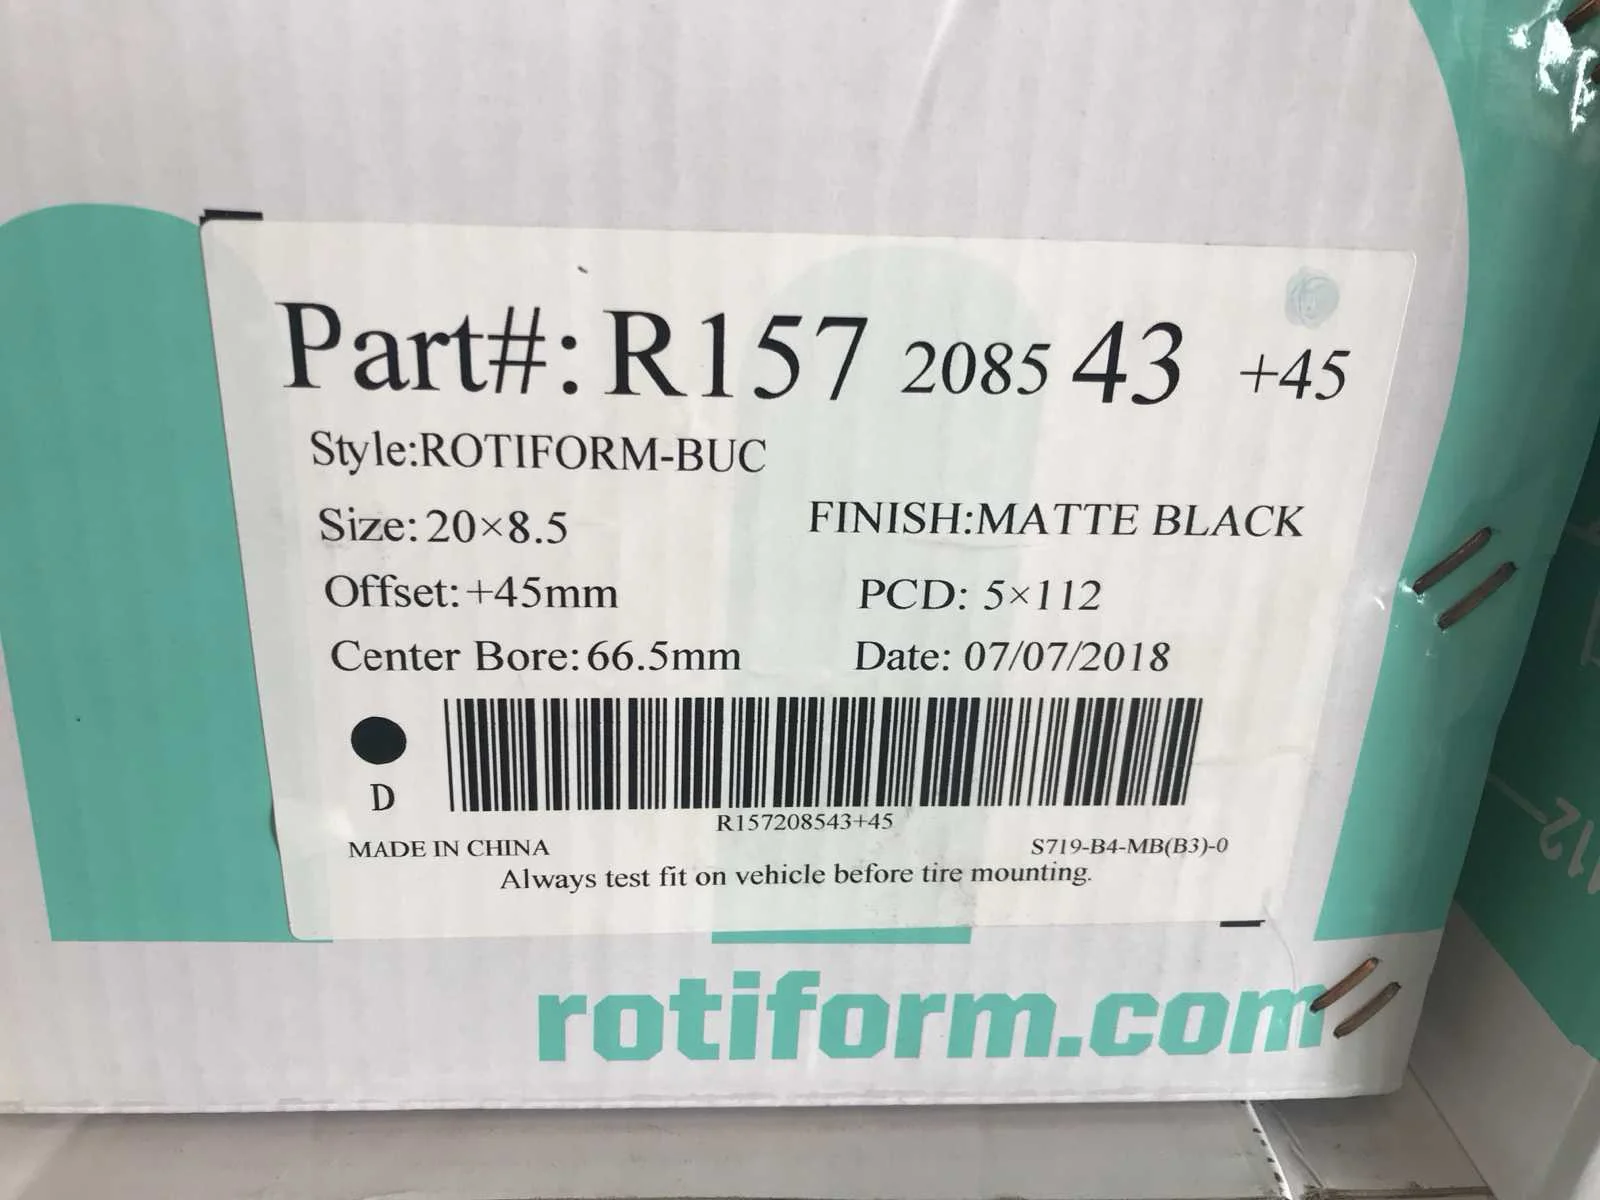 Part#: R157 2085 43 +45
Style:ROTIFORM-BUC
Size: 20×8.5
FINISH:MATTE BLACK
Offset: +45mm
PCD: 5×112
Center Bore: 66.5mm
Date: 07/07/2018
D
R157208543+45
MADE IN CHINA
S719-B4-MB(B3)-0
Always test fit on vehicle before tire mounting.
rotiform.com
112